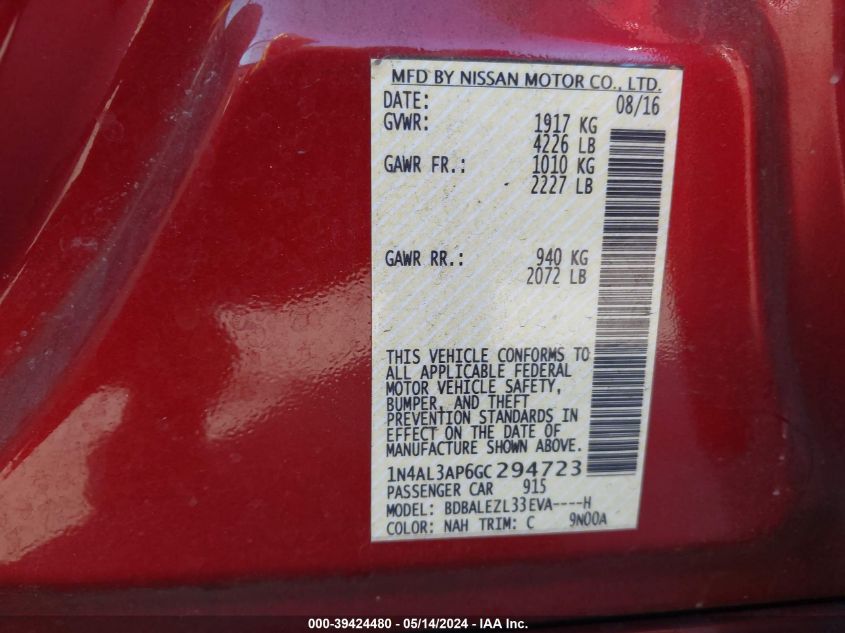 MFD BY NISSAN MOTOR CO., LTD.
DATE: 08/16
GVWR: 1917 KG
4226 LB
GAWR FR.: 1010 KG
2227 LB
GAWR RR.: 940 KG
2072 LB
THIS VEHICLE CONFORMS TO
ALL APPLICABLE FEDERAL
MOTOR VEHICLE SAFETY,
BUMPER, AND THEFT
PREVENTION STANDARDS IN
EFFECT ON THE DATE OF
MANUFACTURE SHOWN ABOVE.
1N4AL3AP6GC294723
PASSENGER CAR 915
MODEL: BDBALEZL33EVA----H
COLOR: NAH TRIM: C 9N00A
000-39424480 - 05/14/2024 - IAA Inc.